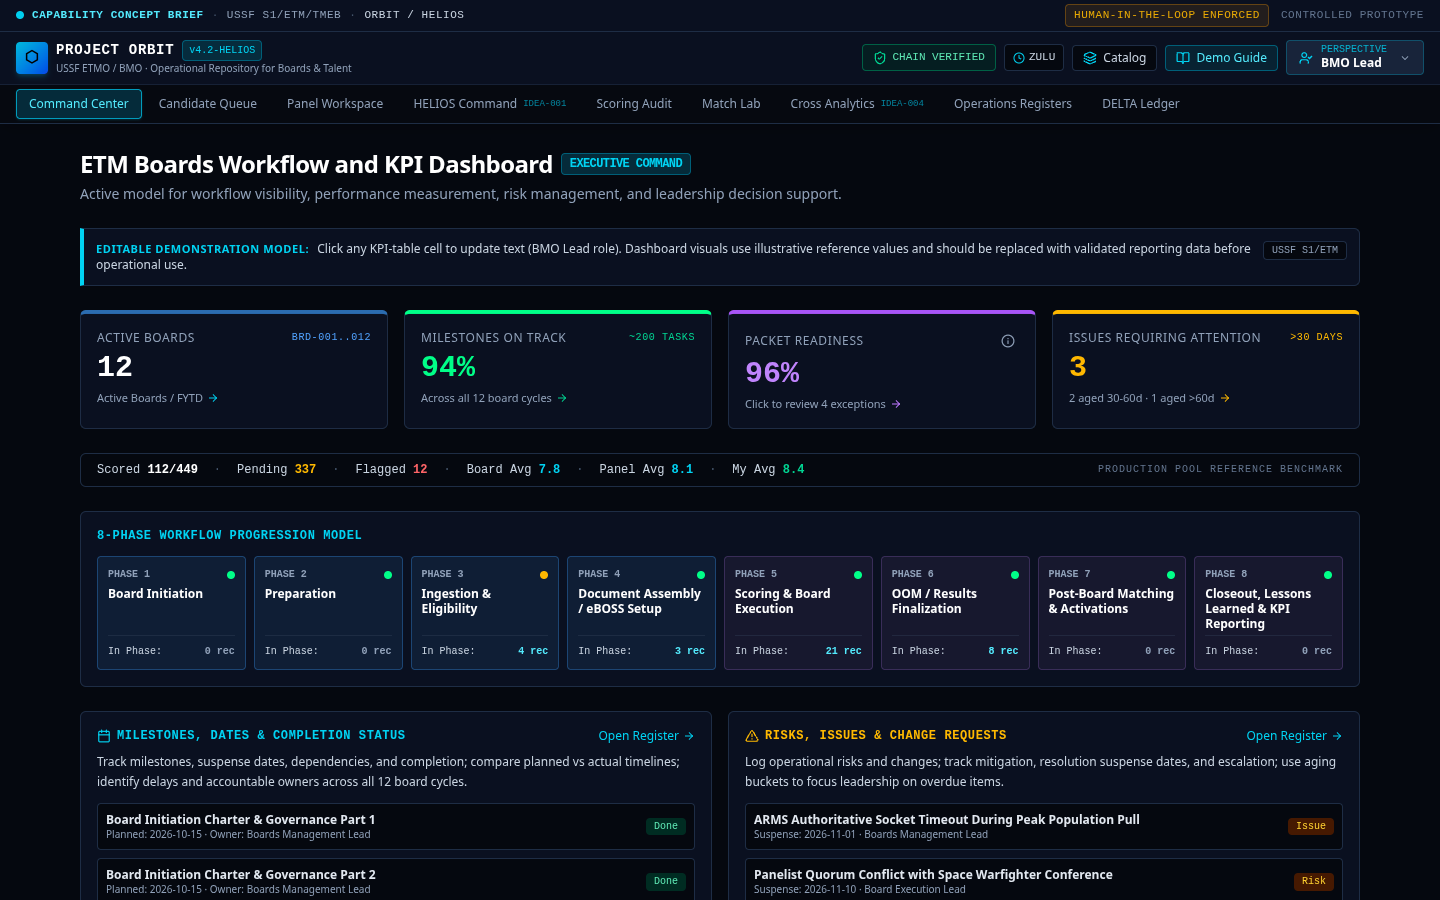 CAPABILITY CONCEPT BRIEF · USSF S1/ETM/TMEB · ORBIT / HELIOS
HUMAN-IN-THE-LOOP ENFORCED
CONTROLLED PROTOTYPE
PROJECT ORBIT v4.2-HELIOS
USSF ETMO / BMO · Operational Repository for Boards & Talent
CHAIN VERIFIED
ZULU
Catalog
Demo Guide
PERSPECTIVE
BMO Lead
Command Center
Candidate Queue
Panel Workspace
HELIOS Command IDEA-001
Scoring Audit
Match Lab
Cross Analytics IDEA-004
Operations Registers
DELTA Ledger
ETM Boards Workflow and KPI Dashboard EXECUTIVE COMMAND
Active model for workflow visibility, performance measurement, risk management, and leadership decision support.
EDITABLE DEMONSTRATION MODEL: Click any KPI-table cell to update text (BMO Lead role). Dashboard visuals use illustrative reference values and should be replaced with validated reporting data before
operational use.
USSF S1/ETM
ACTIVE BOARDS BRD-001..012
12
Active Boards / FYTD →
MILESTONES ON TRACK ~200 TASKS
94%
Across all 12 board cycles →
PACKET READINESS
96%
Click to review 4 exceptions →
ISSUES REQUIRING ATTENTION >30 DAYS
3
2 aged 30-60d · 1 aged >60d →
Scored 112/449 · Pending 337 · Flagged 12 · Board Avg 7.8 · Panel Avg 8.1 · My Avg 8.4
PRODUCTION POOL REFERENCE BENCHMARK
8-PHASE WORKFLOW PROGRESSION MODEL
PHASE 1
Board Initiation
In Phase: 0 rec
PHASE 2
Preparation
In Phase: 0 rec
PHASE 3
Ingestion &
Eligibility
In Phase: 4 rec
PHASE 4
Document Assembly
/ eBOSS Setup
In Phase: 3 rec
PHASE 5
Scoring & Board
Execution
In Phase: 21 rec
PHASE 6
OOM / Results
Finalization
In Phase: 8 rec
PHASE 7
Post-Board Matching
& Activations
In Phase: 0 rec
PHASE 8
Closeout, Lessons
Learned & KPI
Reporting
In Phase: 0 rec
MILESTONES, DATES & COMPLETION STATUS
Open Register →
Track milestones, suspense dates, dependencies, and completion; compare planned vs actual timelines;
identify delays and accountable owners across all 12 board cycles.
Board Initiation Charter & Governance Part 1
Planned: 2026-10-15 · Owner: Boards Management Lead
Done
Board Initiation Charter & Governance Part 2
Planned: 2026-10-15 · Owner: Boards Management Lead
Done
RISKS, ISSUES & CHANGE REQUESTS
Open Register →
Log operational risks and changes; track mitigation, resolution suspense dates, and escalation; use aging
buckets to focus leadership on overdue items.
ARMS Authoritative Socket Timeout During Peak Population Pull
Suspense: 2026-11-01 · Boards Management Lead
Issue
Panelist Quorum Conflict with Space Warfighter Conference
Suspense: 2026-11-10 · Board Execution Lead
Risk